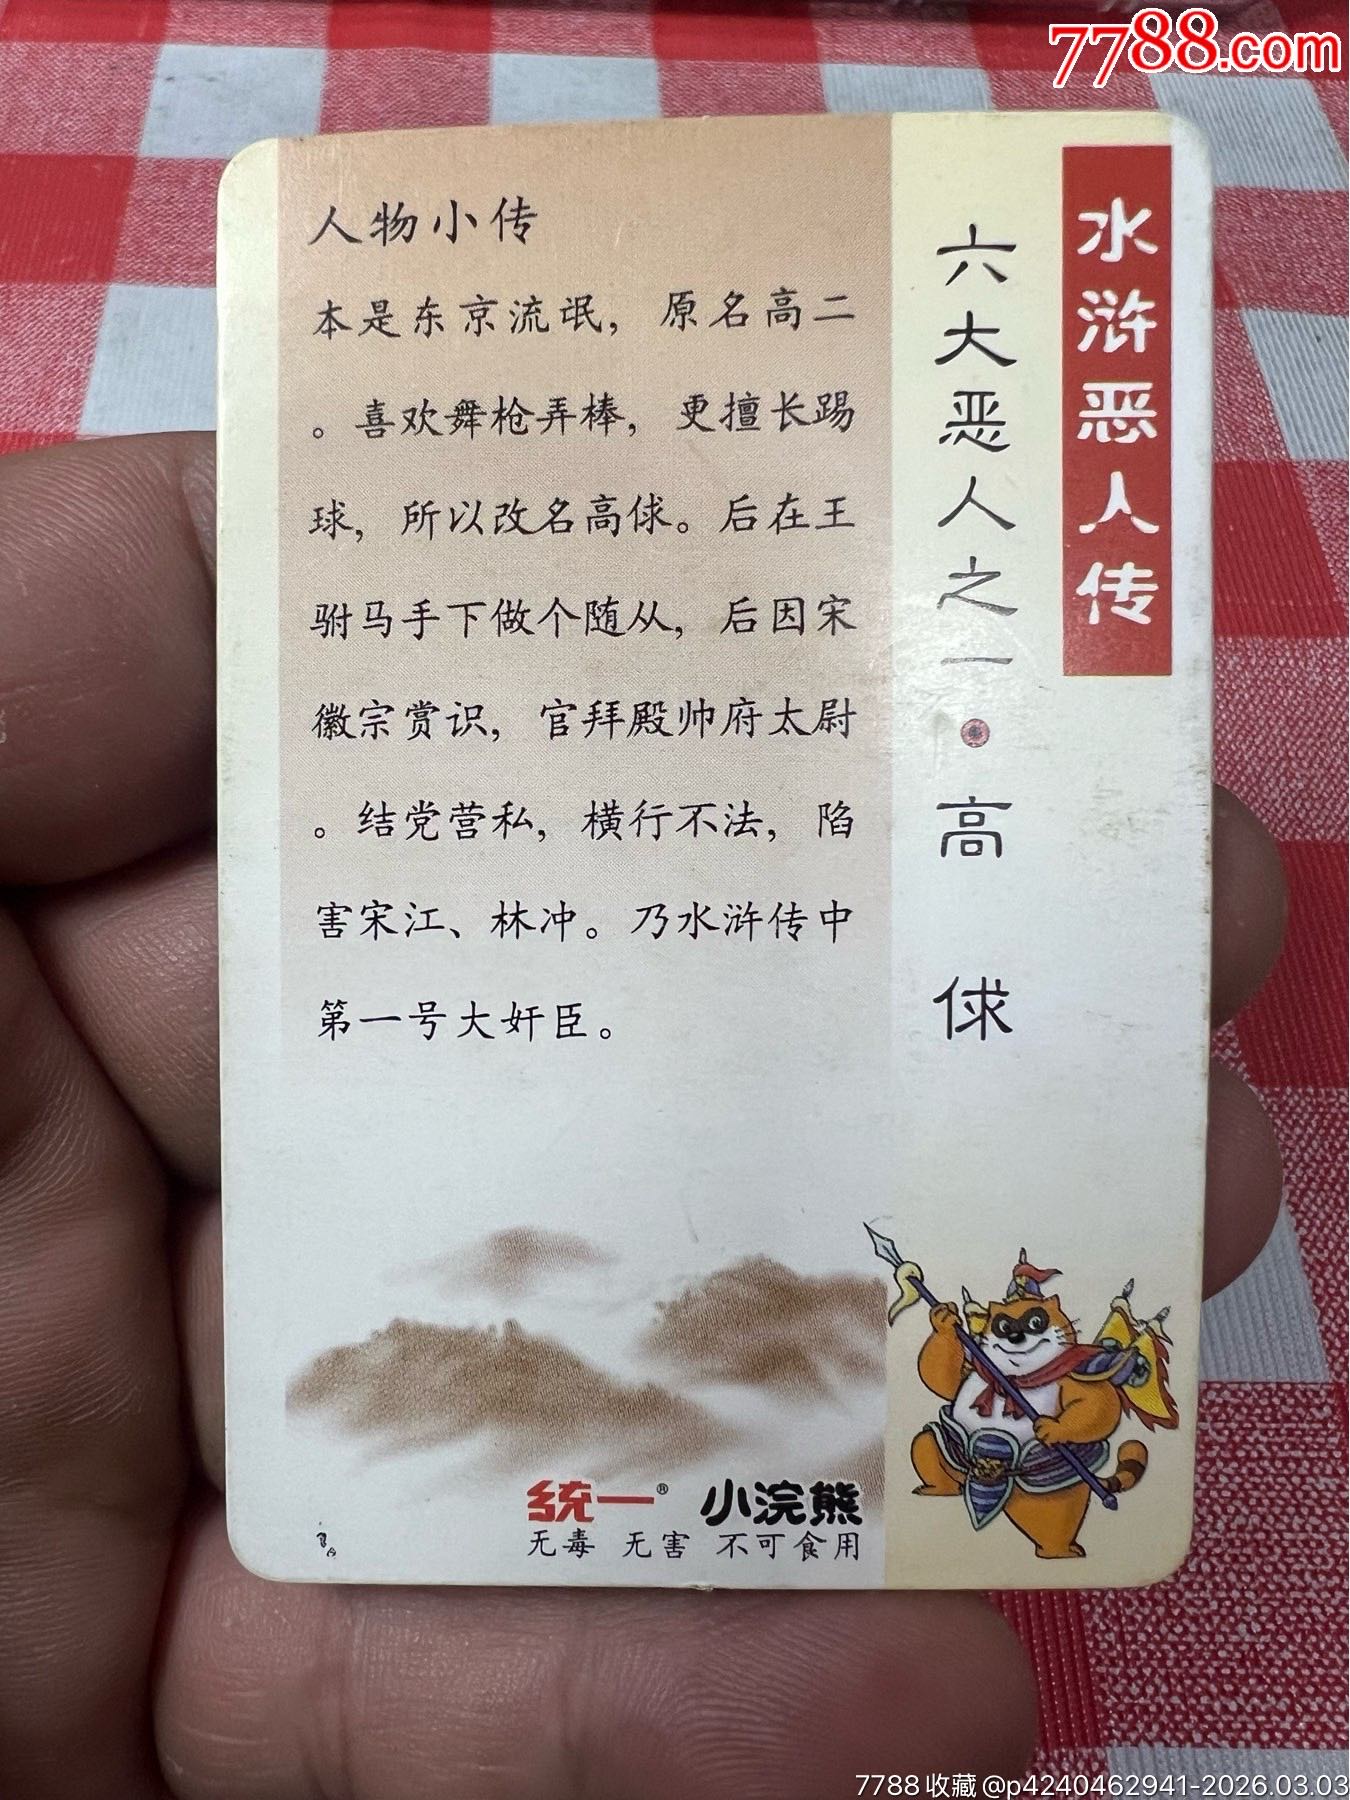 7788.com
水浒恶人传
六大恶人之一·高俅
人物小传
本是东京流氓，原名高二
。喜欢舞枪弄棒，更擅长踢
球，所以改名高俅。后在王
驸马手下做个随从，后因宋
徽宗赏识，官拜殿帅府太尉
。结党营私，横行不法，陷
害宋江、林冲。乃水浒传中
第一号大奸臣。
统一® 小浣熊
无毒 无害 不可食用
7788收藏@p4240462941-2026.03.03